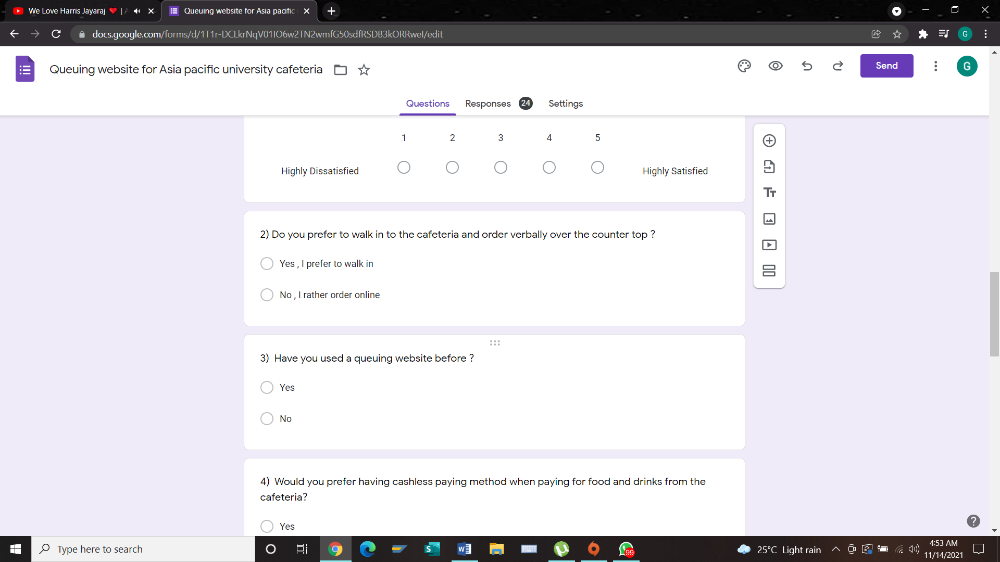 We Love Harris Jayaraj ❤️ | A
Queuing website for Asia pacific
docs.google.com/forms/d/1T1r-DCLkrNqV01IO6w2TN2wmfG50sdfRSDB3kORRweI/edit
G
Queuing website for Asia pacific university cafeteria
Send
G
Questions
Responses 24
Settings
1 2 3 4 5
Highly Dissatisfied
Highly Satisfied
2) Do you prefer to walk in to the cafeteria and order verbally over the counter top ?
Yes , I prefer to walk in
No , I rather order online
3) Have you used a queuing website before ?
Yes
No
4) Would you prefer having cashless paying method when paying for food and drinks from the
cafeteria?
Yes
Type here to search
99
25°C Light rain
4:53 AM
11/14/2021